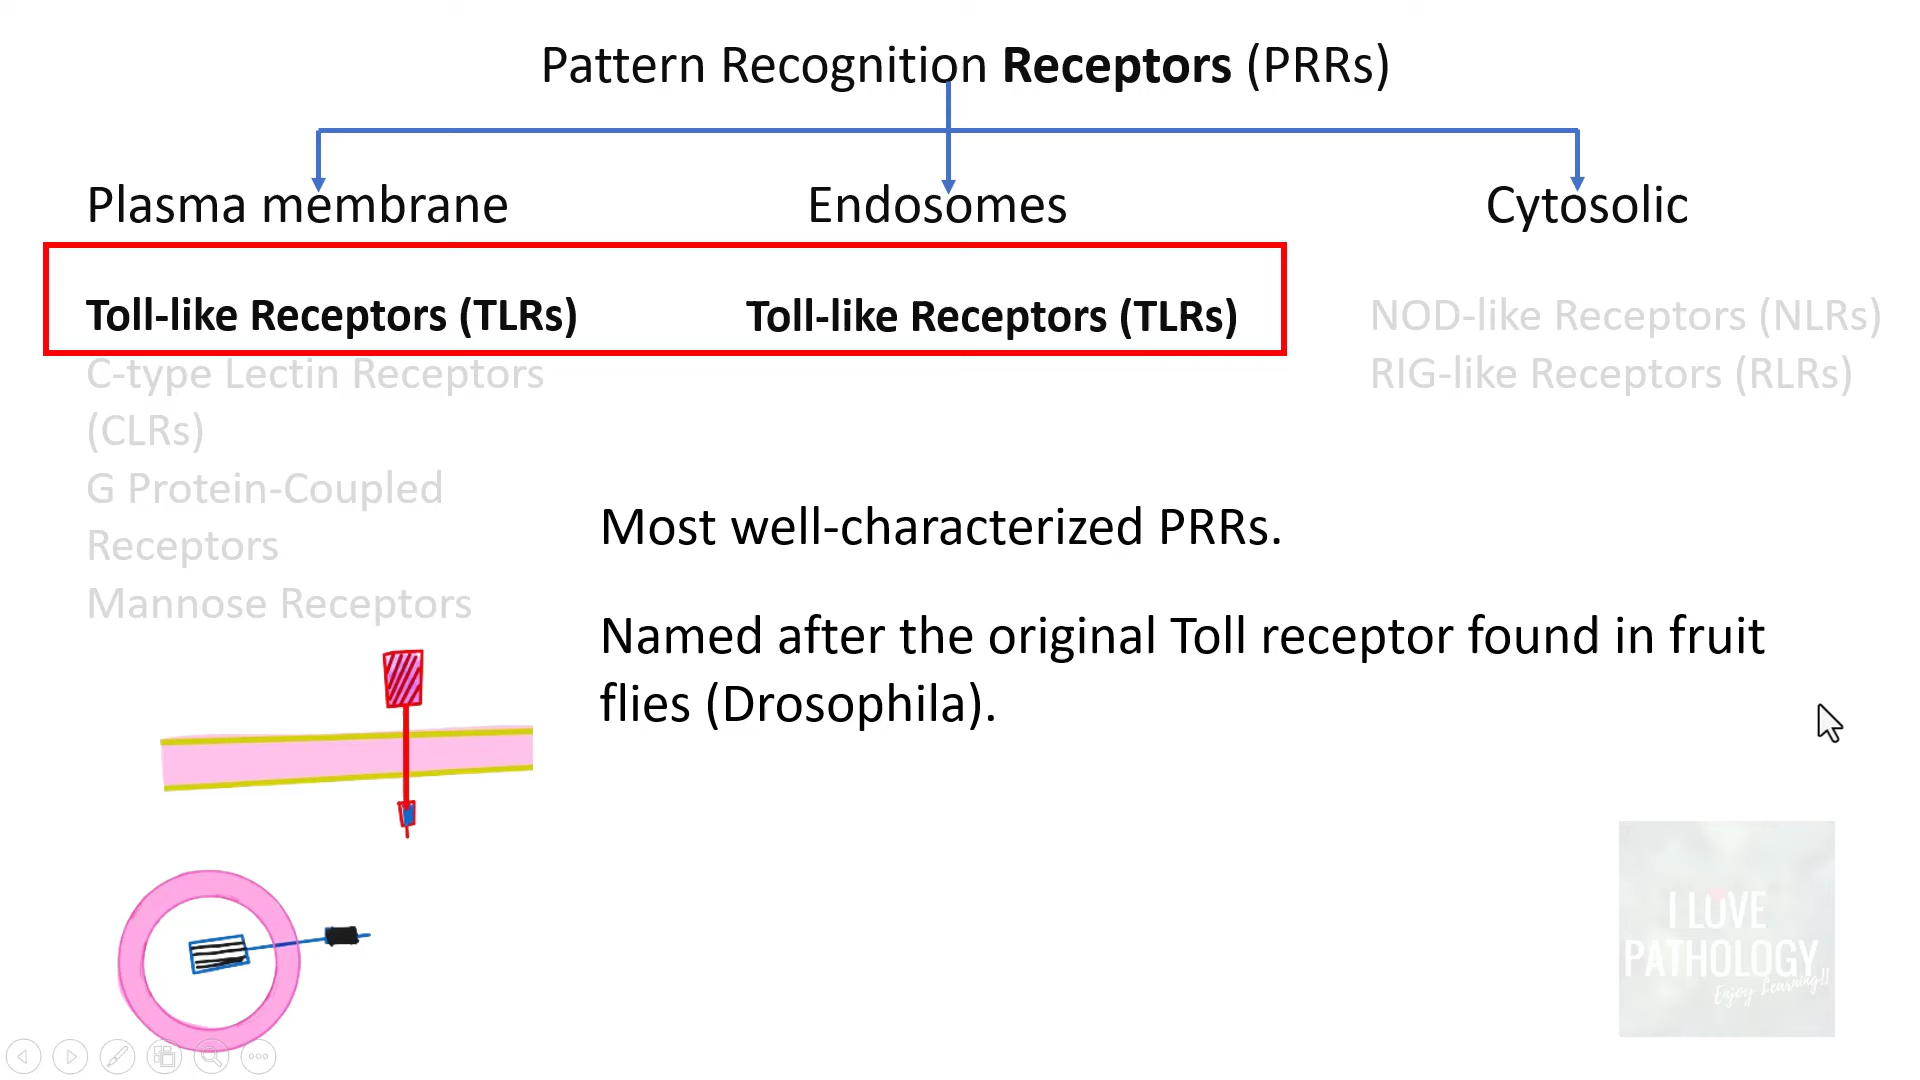 Pattern Recognition Receptors (PRRs)
Plasma membrane
Endosomes
Cytosolic
Toll-like Receptors (TLRs)
Toll-like Receptors (TLRs)
NOD-like Receptors (NLRs)
RIG-like Receptors (RLRs)
C-type Lectin Receptors
(CLRs)
G Protein-Coupled
Receptors
Mannose Receptors
Most well-characterized PRRs.
Named after the original Toll receptor found in fruit
flies (Drosophila).
I LOVE
PATHOLOGY
Enjoy Learning!!